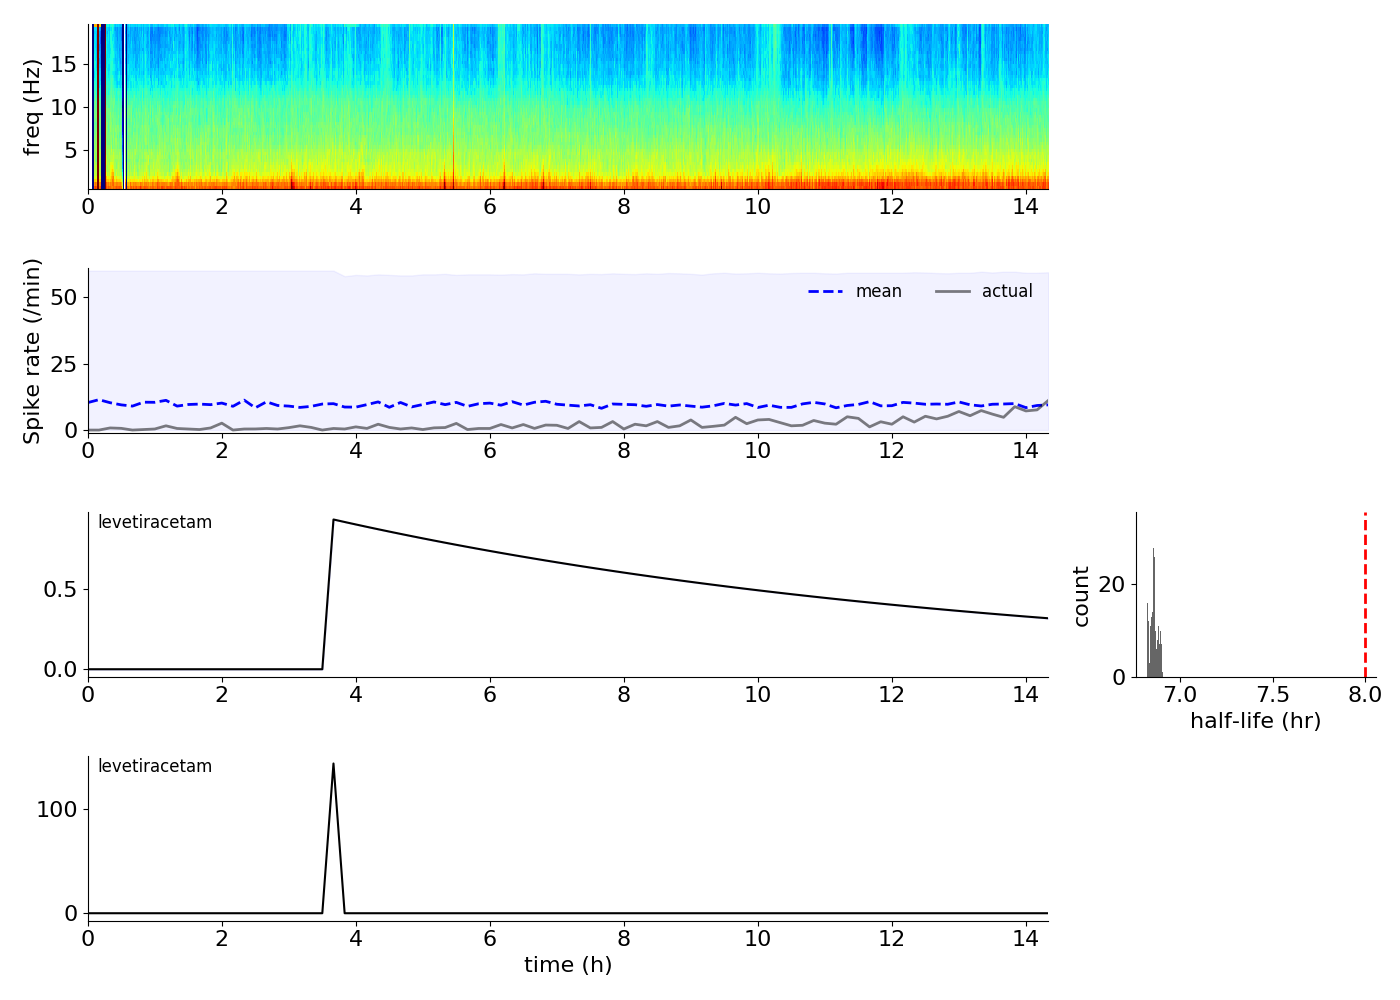 freq (Hz)
15
10
5
0 2 4 6 8 10 12 14
Spike rate (/min)
50
25
0
mean actual
0 2 4 6 8 10 12 14
levetiracetam
0.5
0.0
0 2 4 6 8 10 12 14
count
20
0
7.0 7.5 8.0
half-life (hr)
levetiracetam
100
0
0 2 4 6 8 10 12 14
time (h)